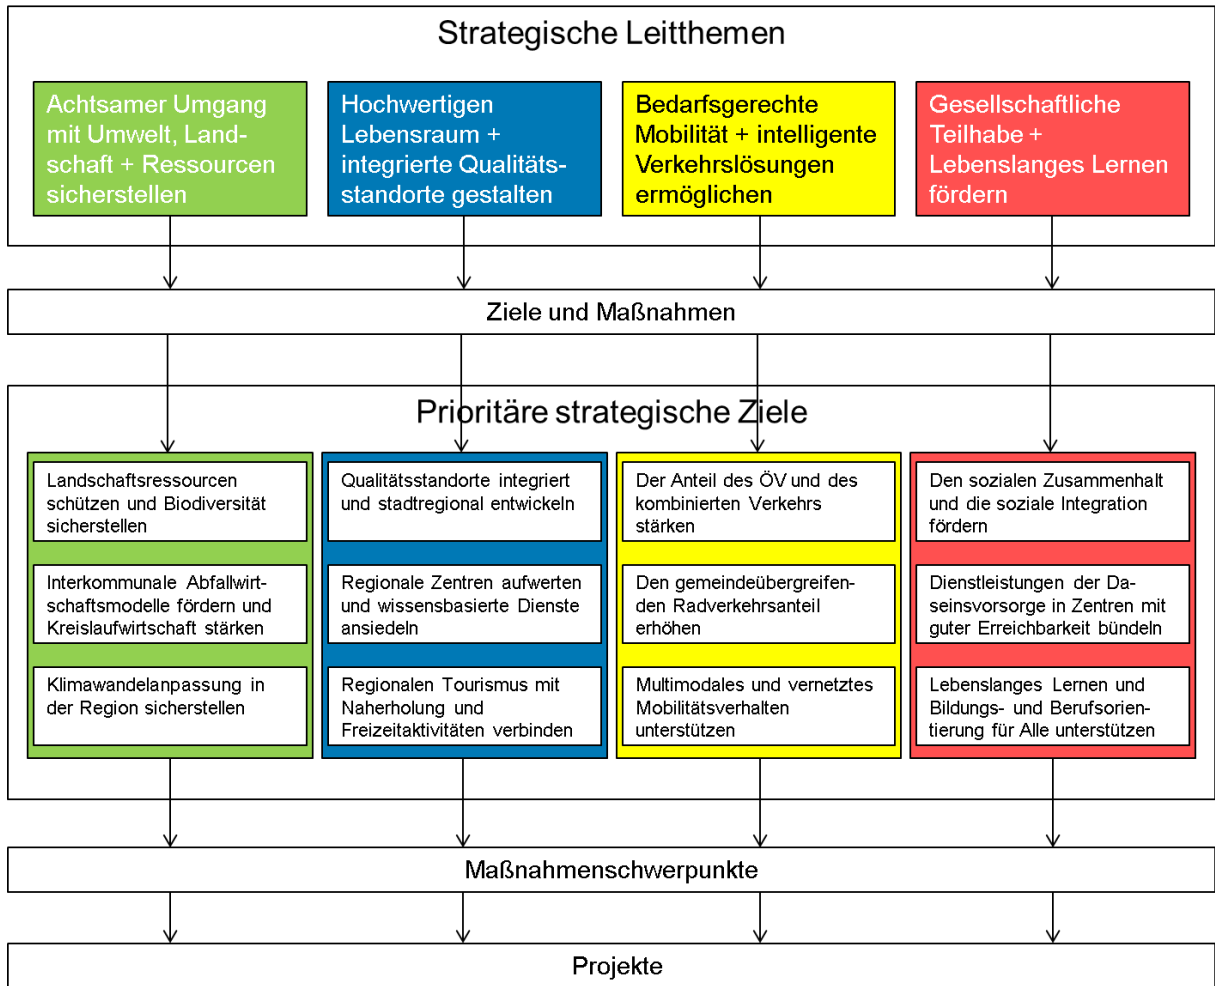 Strategische Leitthemen
Achtsamer Umgang
mit Umwelt, Land-
schaft + Ressourcen
sicherstellen
Hochwertigen
Lebensraum +
integrierte Qualitäts-
standorte gestalten
Bedarfsgerechte
Mobilität + intelligente
Verkehrslösungen
ermöglichen
Gesellschaftliche
Teilhabe +
Lebenslanges Lernen
fördern
Ziele und Maßnahmen
Prioritäre strategische Ziele
Landschaftsressourcen
schützen und Biodiversität
sicherstellen
Interkommunale Abfallwirt-
schaftsmodelle fördern und
Kreislaufwirtschaft stärken
Klimawandelanpassung in
der Region sicherstellen
Qualitätsstandorte integriert
und stadtregional entwickeln
Regionale Zentren aufwerten
und wissensbasierte Dienste
ansiedeln
Regionalen Tourismus mit
Naherholung und
Freizeitaktivitäten verbinden
Der Anteil des ÖV und des
kombinierten Verkehrs
stärken
Den gemeindeübergreifen-
den Radverkehrsanteil
erhöhen
Multimodales und vernetztes
Mobilitätsverhalten
unterstützen
Den sozialen Zusammenhalt
und die soziale Integration
fördern
Dienstleistungen der Da-
seinsvorsorge in Zentren mit
guter Erreichbarkeit bündeln
Lebenslanges Lernen und
Bildungs- und Berufsorien-
tierung für Alle unterstützen
Maßnahmenschwerpunkte
Projekte